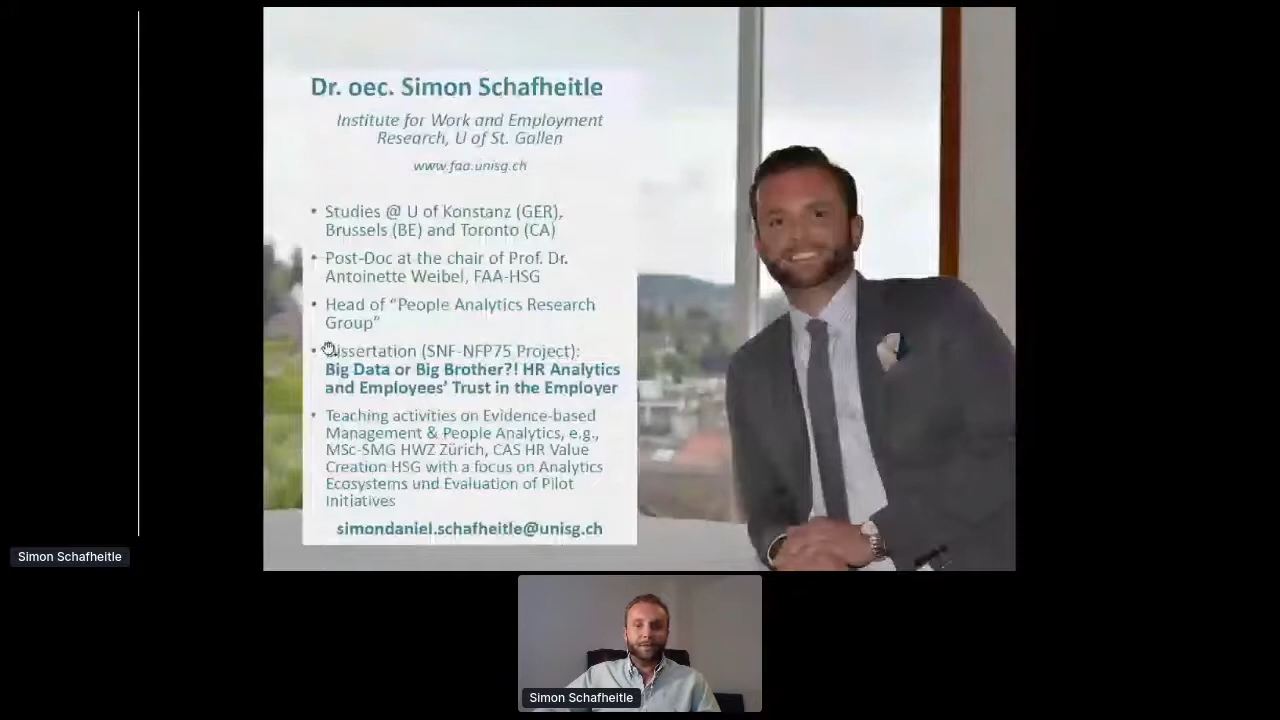 Dr. oec. Simon Schafheitle
Institute for Work and Employment
Research, U of St. Gallen
www.faa.unisg.ch
• Studies @ U of Konstanz (GER),
Brussels (BE) and Toronto (CA)
• Post-Doc at the chair of Prof. Dr.
Antoinette Weibel, FAA-HSG
• Head of “People Analytics Research
Group”
• Dissertation (SNF-NFP75 Project):
Big Data or Big Brother?! HR Analytics
and Employees’ Trust in the Employer
• Teaching activities on Evidence-based
Management & People Analytics, e.g.,
MSc-SMG HWZ Zürich, CAS HR Value
Creation HSG with a focus on Analytics
Ecosystems und Evaluation of Pilot
Initiatives
simondaniel.schafheitle@unisg.ch
Simon Schafheitle
Simon Schafheitle